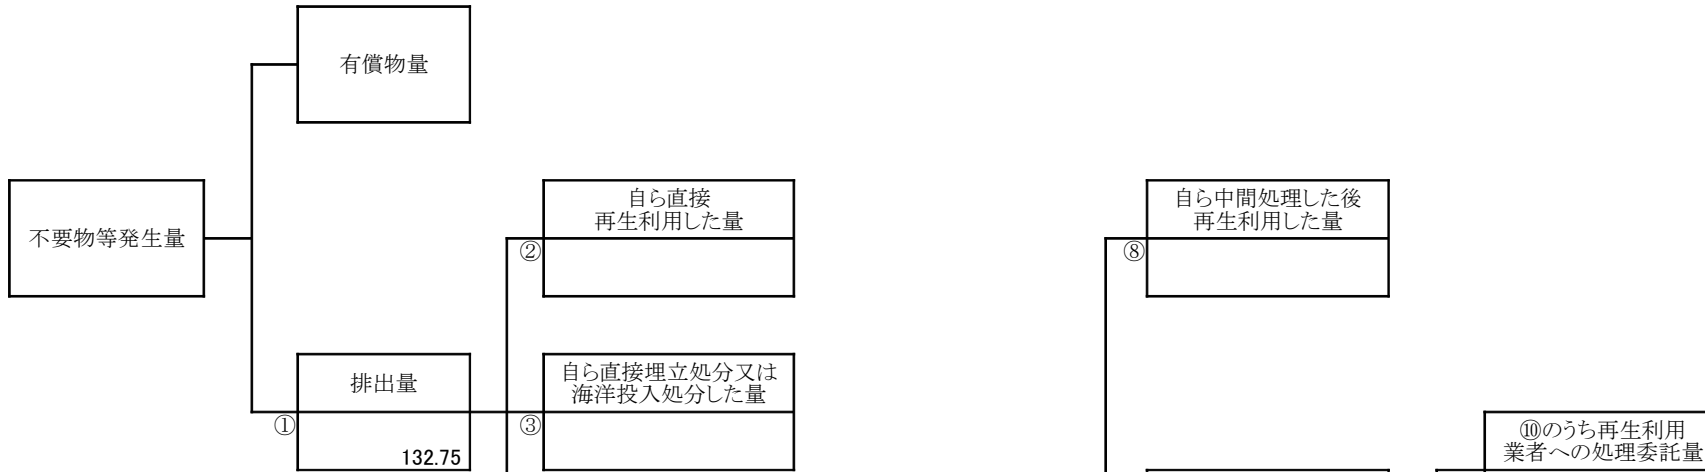 有償物量
不要物等発生量
自ら直接
再生利用した量
②
自ら中間処理した後
再生利用した量
⑧
排出量
①
132.75
自ら直接埋立処分又は
海洋投入処分した量
③
⑩のうち再生利用
業者への処理委託量